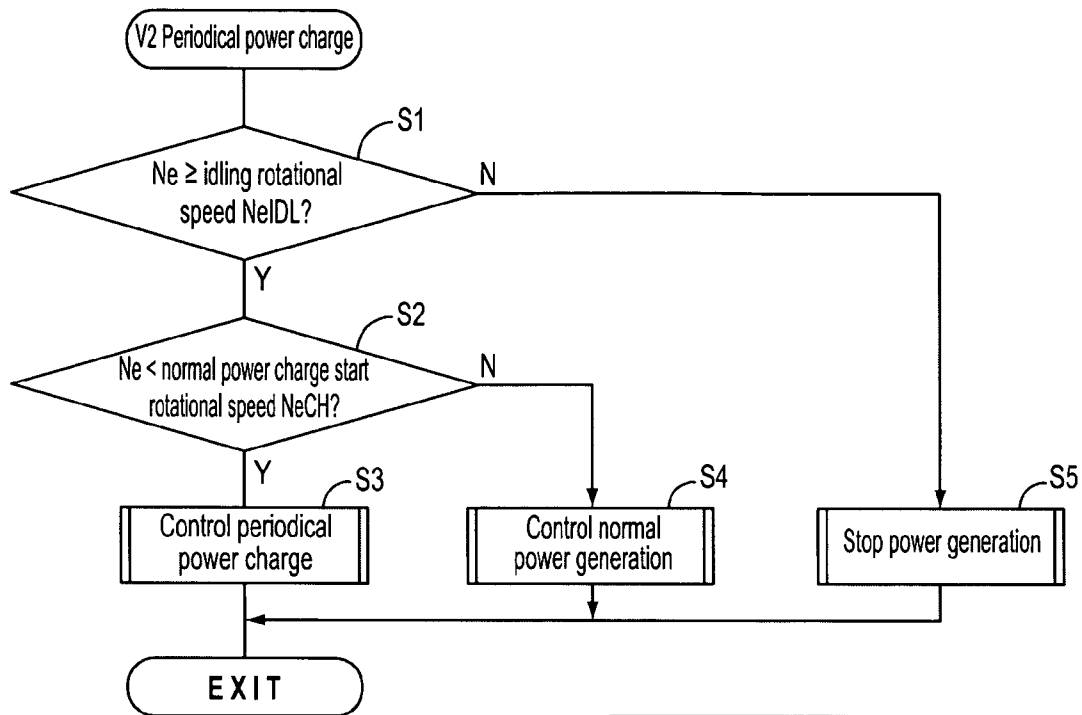 V2 Periodical power charge
S1
Ne ≥ idling rotational
speed NeIDL?
N
Y
S2
Ne < normal power charge start
rotational speed NeCH?
N
Y
S3
Control periodical
power charge
S4
Control normal
power generation
S5
Stop power generation
EXIT